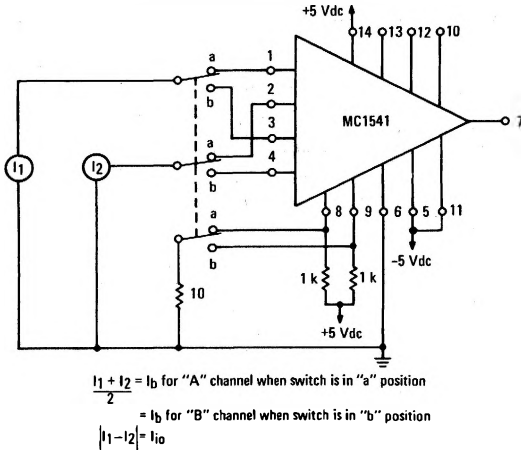 +5 Vdc
14 13 12 10
a 1
b 2
3
a 4
b
MC1541
7
I1
I2
8 9 6 5 11
a
b
-5 Vdc
1 k 1 k
10
+5 Vdc
I1 + I2 / 2 = Ib for "A" channel when switch is in "a" position
= Ib for "B" channel when switch is in "b" position
|I1-I2| = Iio